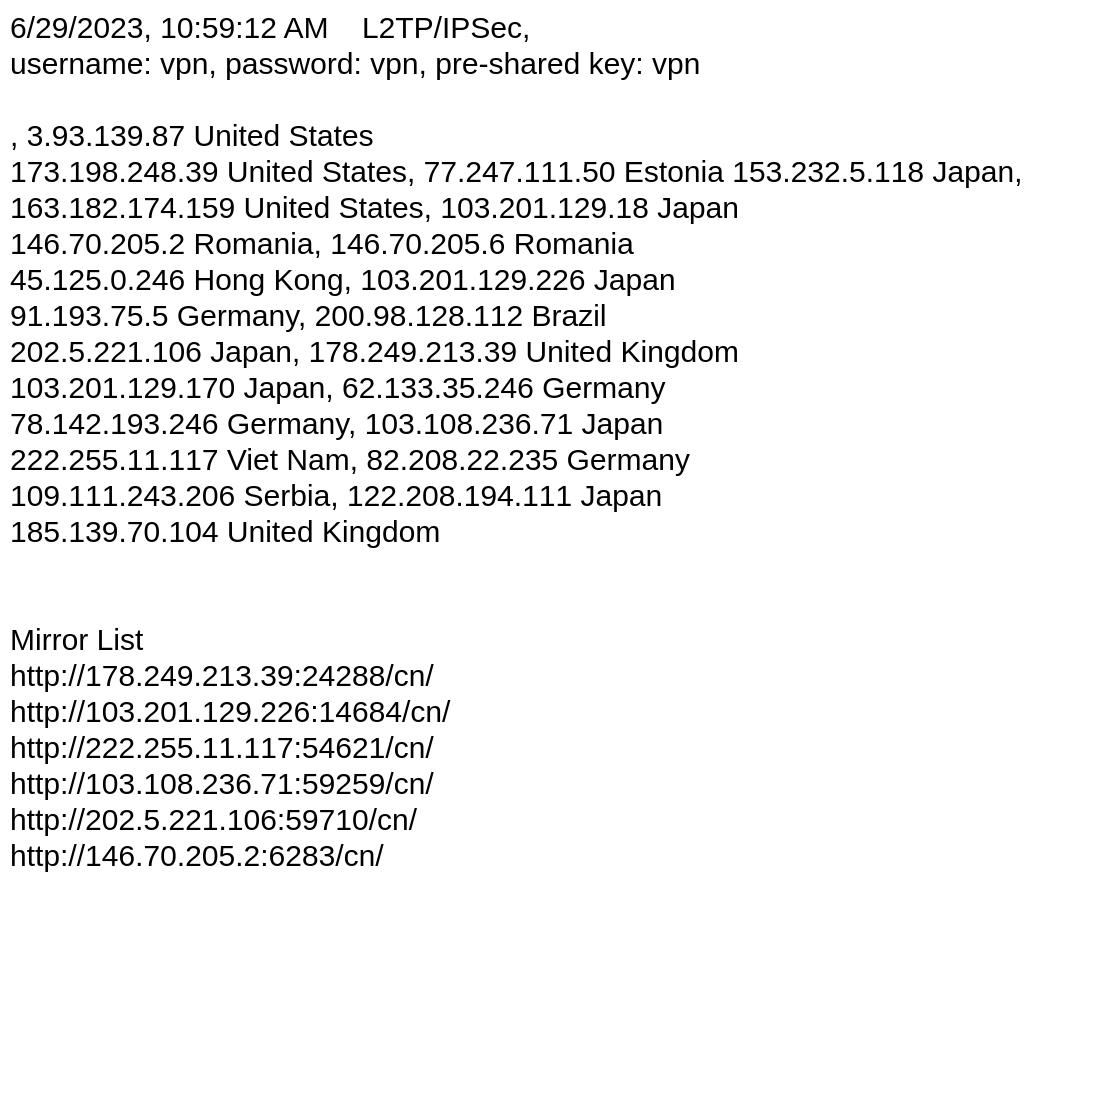 6/29/2023, 10:59:12 AM    L2TP/IPSec,
username: vpn, password: vpn, pre-shared key: vpn
, 3.93.139.87 United States
173.198.248.39 United States, 77.247.111.50 Estonia 153.232.5.118 Japan,
163.182.174.159 United States, 103.201.129.18 Japan
146.70.205.2 Romania, 146.70.205.6 Romania
45.125.0.246 Hong Kong, 103.201.129.226 Japan
91.193.75.5 Germany, 200.98.128.112 Brazil
202.5.221.106 Japan, 178.249.213.39 United Kingdom
103.201.129.170 Japan, 62.133.35.246 Germany
78.142.193.246 Germany, 103.108.236.71 Japan
222.255.11.117 Viet Nam, 82.208.22.235 Germany
109.111.243.206 Serbia, 122.208.194.111 Japan
185.139.70.104 United Kingdom
Mirror List
http://178.249.213.39:24288/cn/
http://103.201.129.226:14684/cn/
http://222.255.11.117:54621/cn/
http://103.108.236.71:59259/cn/
http://202.5.221.106:59710/cn/
http://146.70.205.2:6283/cn/